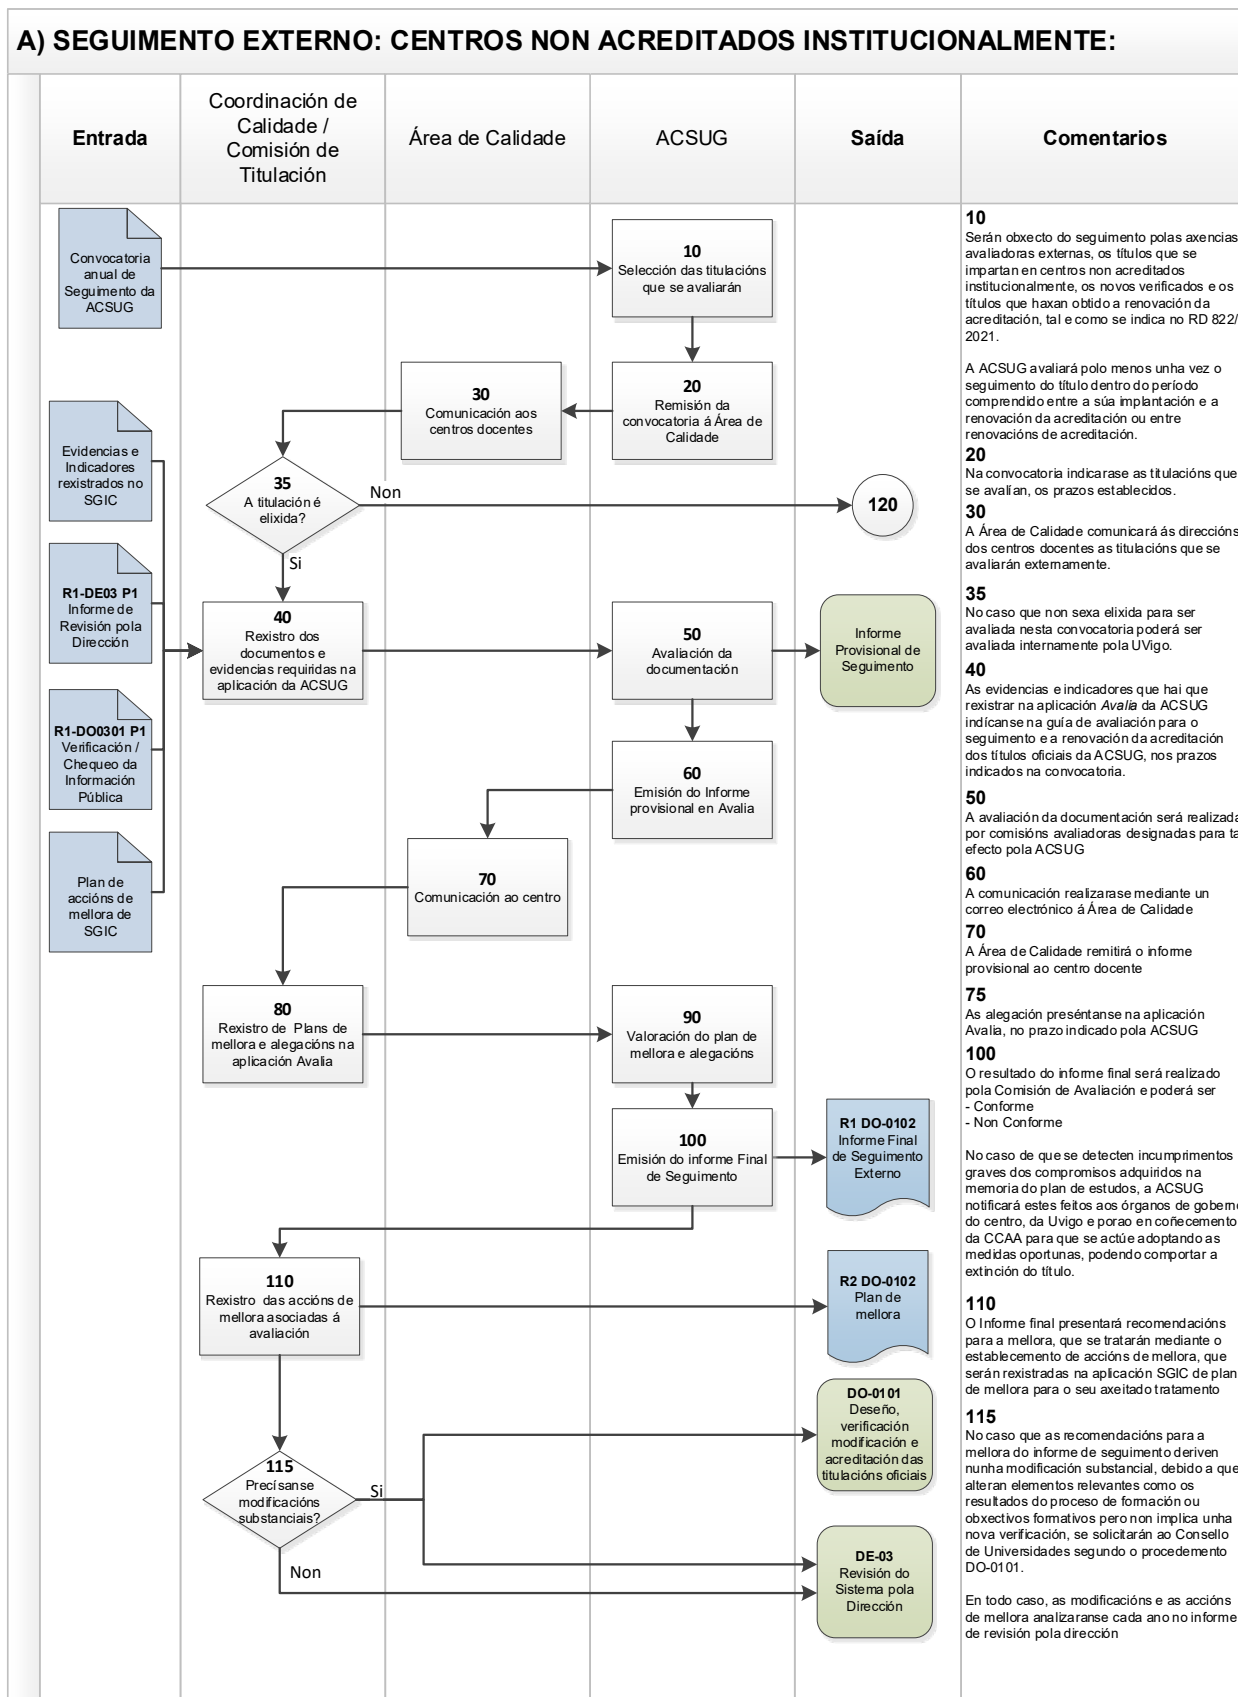 A) SEGUIMENTO EXTERNO: CENTROS NON ACREDITADOS INSTITUCIONALMENTE:
Entrada
Coordinación de
Calidade /
Comisión de
Titulación
Área de Calidade
ACSUG
Saída
Comentarios
Convocatoria
anual de
Seguimento da
ACSUG
10
Selección das titulacións
que se avaliarán
20
Remisión da
convocatoria á Área de
Calidade
30
Comunicación aos
centros docentes
Evidencias e
Indicadores
rexistrados no
SGIC
35
A titulación é
elixida?
Non
120
Si
R1-DE03 P1
Informe de
Revisión pola
Dirección
40
Rexistro dos
documentos e
evidencias requiridas na
aplicación da ACSUG
50
Avaliación da
documentación
Informe
Provisional de
Seguimento
R1-DO0301 P1
Verificación /
Chequeo da
Información
Pública
60
Emisión do Informe
provisional en Avalia
Plan de
accións de
mellora de
SGIC
70
Comunicación ao centro
80
Rexistro de Plans de
mellora e alegacións na
aplicación Avalia
90
Valoración do plan de
mellora e alegacións
100
Emisión do informe Final
de Seguimento
R1 DO-0102
Informe Final
de Seguimento
Externo
110
Rexistro das accións de
mellora asociadas á
avaliación
R2 DO-0102
Plan de
mellora
DO-0101
Deseño,
verificación
modificación e
acreditación das
titulacións oficiais
115
Precísanse
modificacións
substanciais?
Si
Non
DE-03
Revisión do
Sistema pola
Dirección
10
Serán obxecto do seguimento polas axencias
avaliadoras externas, os títulos que se
impartan en centros non acreditados
institucionalmente, os novos verificados e os
títulos que haxan obtido a renovación da
acreditación, tal e como se indica no RD 822/
2021.
A ACSUG avaliará polo menos unha vez o
seguimento do título dentro do período
comprendido entre a súa implantación e a
renovación da acreditación ou entre
renovacións de acreditación.
20
Na convocatoria indicarase as titulacións que
se avalían, os prazos establecidos.
30
A Área de Calidade comunicará ás direccións
dos centros docentes as titulacións que se
avaliarán externamente.
35
No caso que non sexa elixida para ser
avaliada nesta convocatoria poderá ser
avaliada internamente pola UVigo.
40
As evidencias e indicadores que hai que
rexistrar na aplicación Avalia da ACSUG
indícanse na guía de avaliación para o
seguimento e a renovación da acreditación
dos títulos oficiais da ACSUG, nos prazos
indicados na convocatoria.
50
A avaliación da documentación será realizada
por comisións avaliadoras designadas para ta
efecto pola ACSUG
60
A comunicación realizarase mediante un
correo electrónico á Área de Calidade
70
A Área de Calidade remitirá o informe
provisional ao centro docente
75
As alegación preséntanse na aplicación
Avalia, no prazo indicado pola ACSUG
100
O resultado do informe final será realizado
pola Comisión de Avaliación e poderá ser
- Conforme
- Non Conforme
No caso de que se detecten incumprimentos
graves dos compromisos adquiridos na
memoria do plan de estudos, a ACSUG
notificará estes feitos aos órganos de goberno
do centro, da Uvigo e porao en coñecemento
da CCAA para que se actúe adoptando as
medidas oportunas, podendo comportar a
extinción do título.
110
O Informe final presentará recomendacións
para a mellora, que se tratarán mediante o
establecemento de accións de mellora, que
serán rexistradas na aplicación SGIC de plan
de mellora para o seu axeitado tratamento
115
No caso que as recomendacións para a
mellora do informe de seguimento deriven
nunha modificación substancial, debido a que
alteran elementos relevantes como os
resultados do proceso de formación ou
obxectivos formativos pero non implica unha
nova verificación, se solicitarán ao Consello
de Universidades segundo o procedemento
DO-0101.
En todo caso, as modificacións e as accións
de mellora analizaranse cada ano no informe
de revisión pola dirección